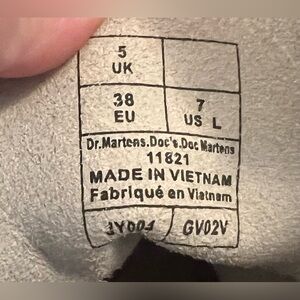 5
UK
38 7
EU US L
Dr.Martens.Doc's.Doc Martens
11821
MADE IN VIETNAM
Fabriqué en Vietnam
GV02V